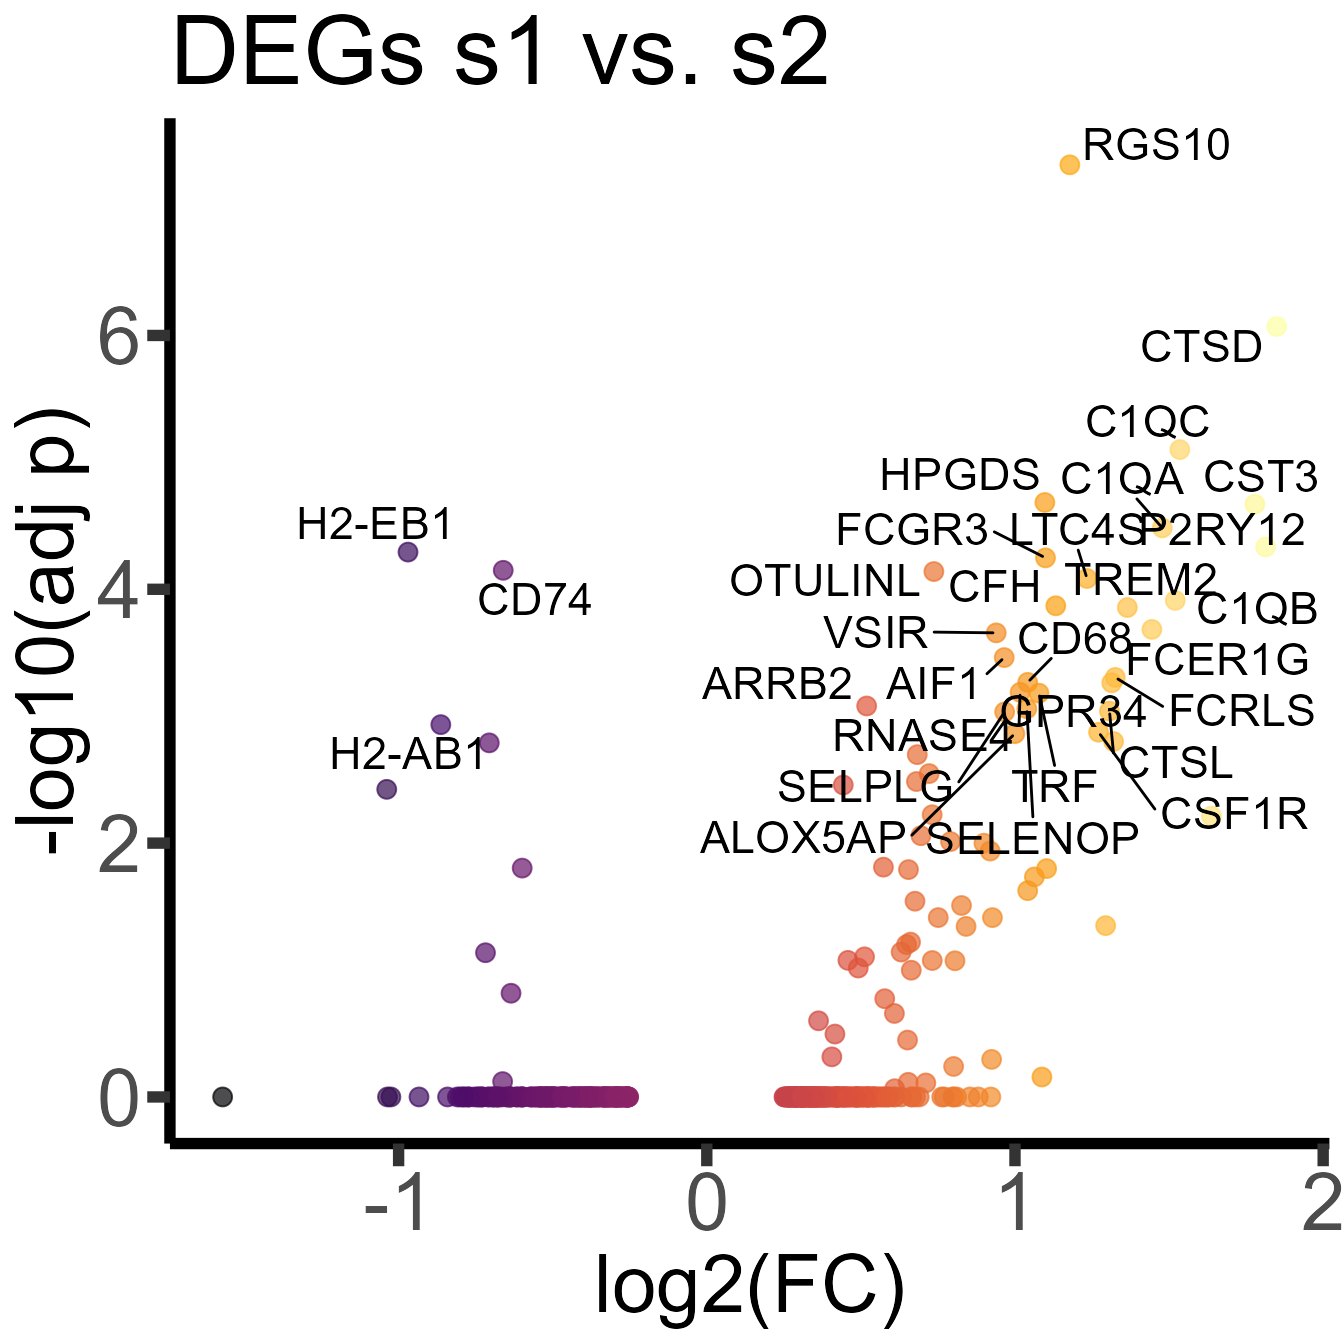 DEGs s1 vs. s2
RGS10
6
CTSD
C1QC
HPGDS
C1QA
CST3
H2-EB1
FCGR3
LTC4S
P2RY12
4
CD74
OTULINL
CFH
TREM2
C1QB
VSIR
CD68
FCER1G
ARRB2
AIF1
GPR34
FCRLS
H2-AB1
RNASE4
CTSL
SELPLG
TRF
CSF1R
2
ALOX5AP
SELENOP
0
-log10(adj p)
-1
0
1
2
log2(FC)